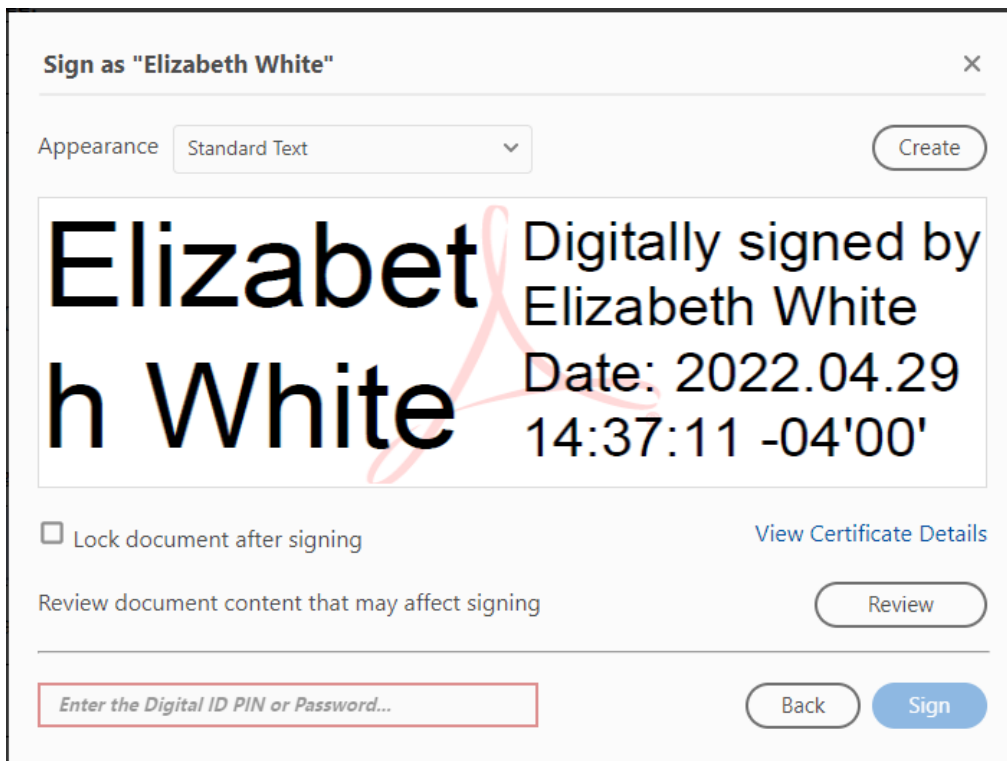 Sign as "Elizabeth White"
Appearance
Standard Text
Create
Elizabet
h White
Digitally signed by
Elizabeth White
Date: 2022.04.29
14:37:11 -04'00'
Lock document after signing
View Certificate Details
Review document content that may affect signing
Review
Enter the Digital ID PIN or Password...
Back
Sign